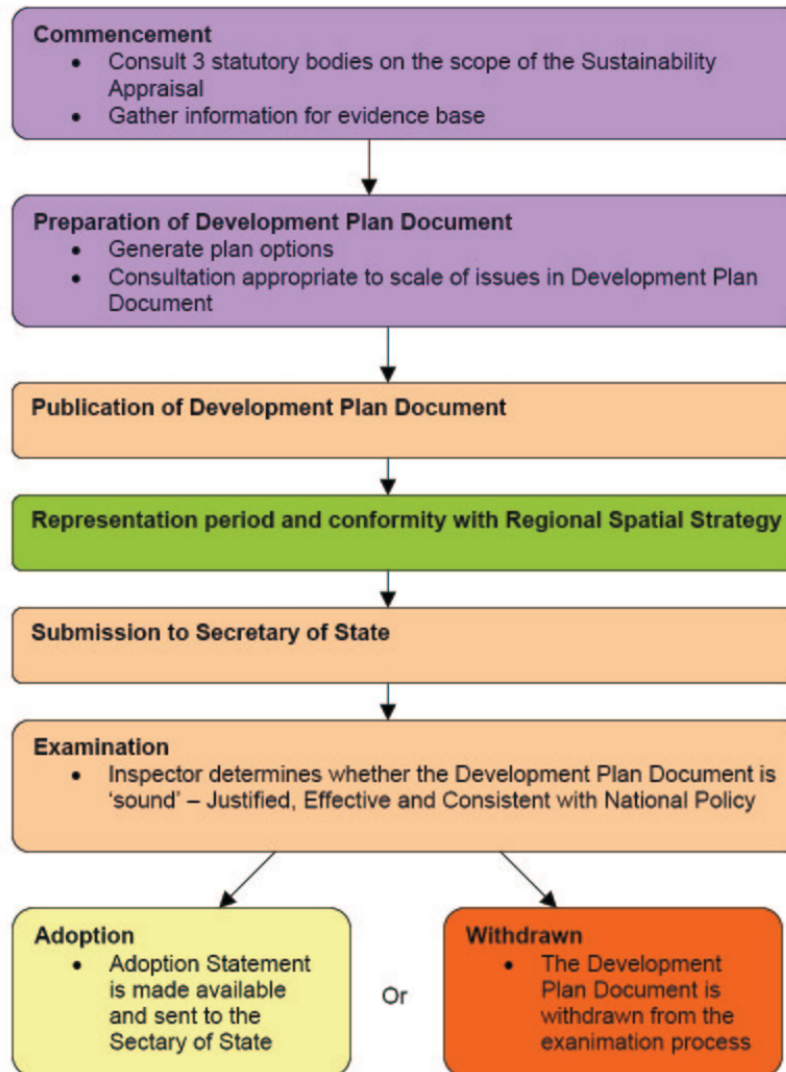 Commencement
• Consult 3 statutory bodies on the scope of the Sustainability
Appraisal
• Gather information for evidence base
Preparation of Development Plan Document
• Generate plan options
• Consultation appropriate to scale of issues in Development Plan
Document
Publication of Development Plan Document
Representation period and conformity with Regional Spatial Strategy
Submission to Secretary of State
Examination
• Inspector determines whether the Development Plan Document is
‘sound’ – Justified, Effective and Consistent with National Policy
Adoption
• Adoption Statement
is made available
and sent to the
Sectary of State
Or
Withdrawn
• The Development
Plan Document is
withdrawn from the
exanimation process